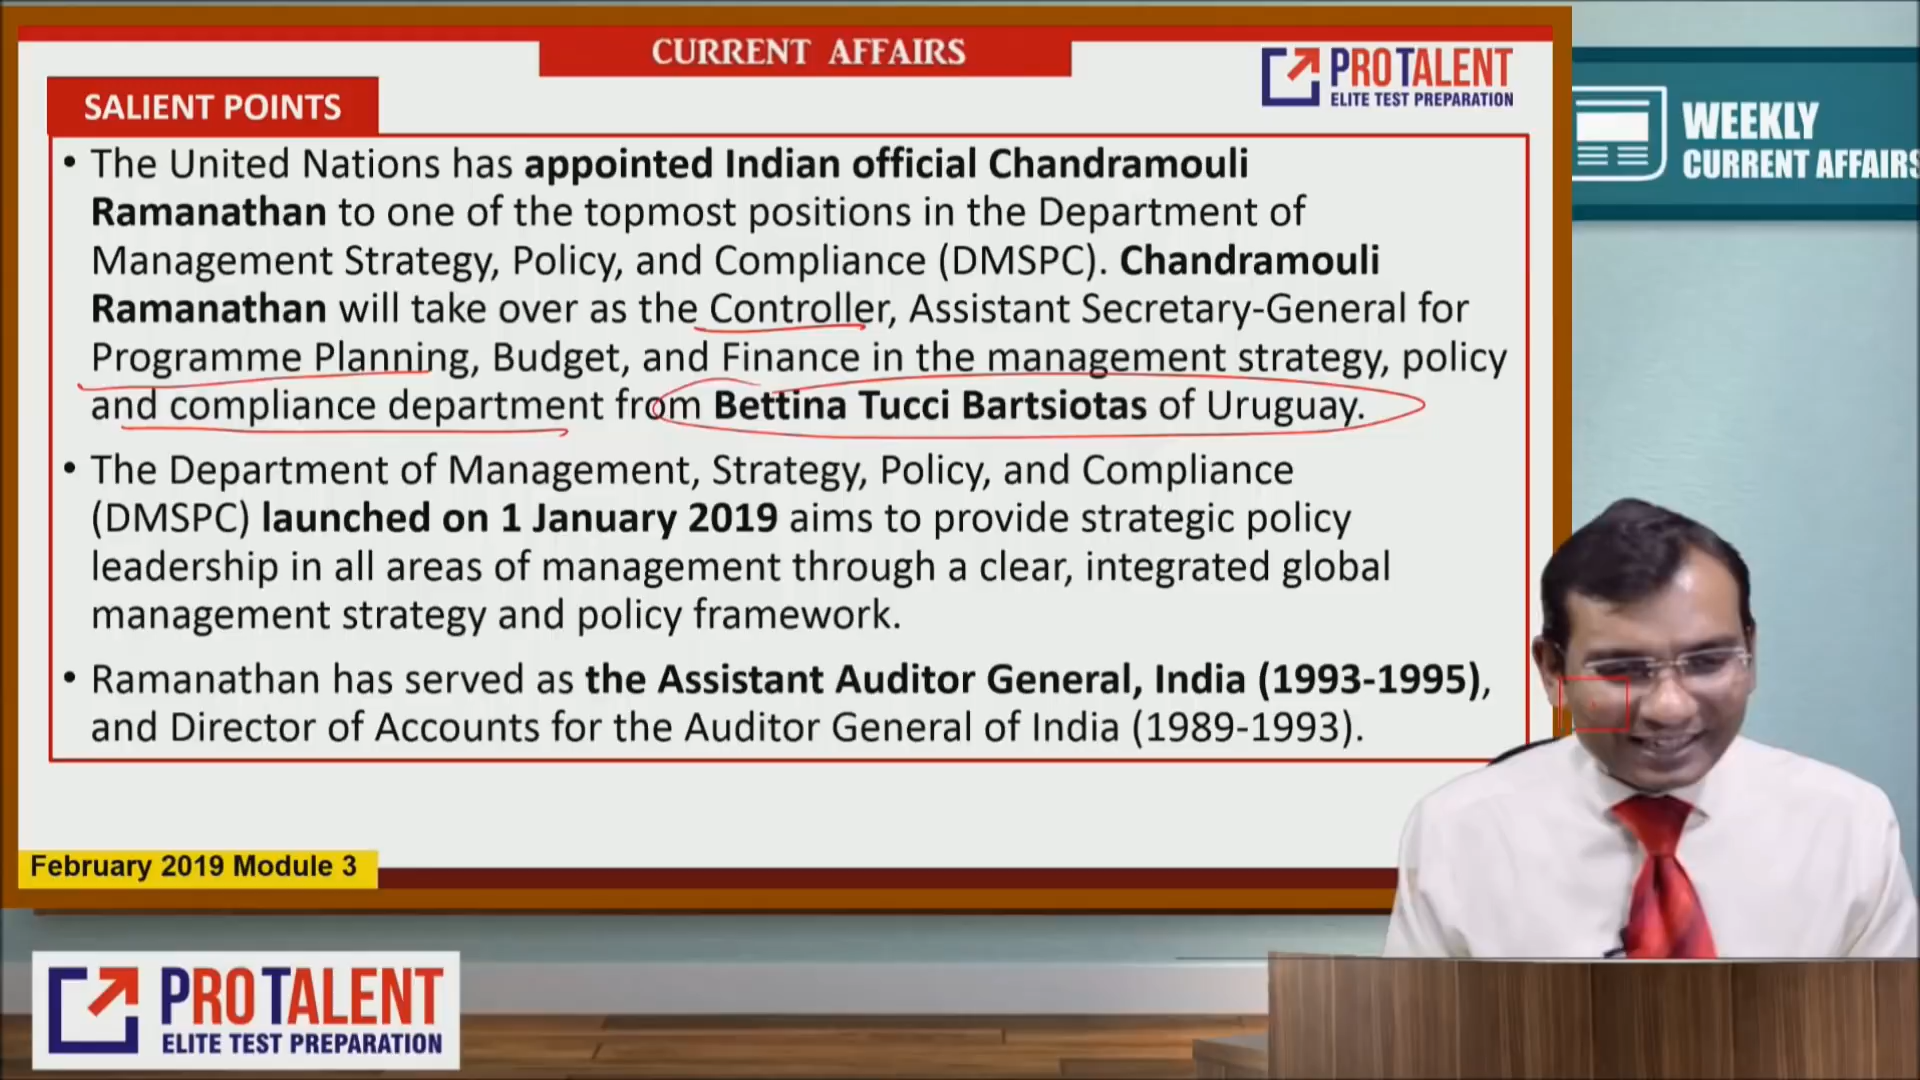 CURRENT AFFAIRS
PROTALENT
ELITE TEST PREPARATION
WEEKLY
CURRENT AFFAIRS
SALIENT POINTS
• The United Nations has appointed Indian official Chandramouli
Ramanathan to one of the topmost positions in the Department of
Management Strategy, Policy, and Compliance (DMSPC). Chandramouli
Ramanathan will take over as the Controller, Assistant Secretary-General for
Programme Planning, Budget, and Finance in the management strategy, policy
and compliance department from Bettina Tucci Bartsiotas of Uruguay.
• The Department of Management, Strategy, Policy, and Compliance
(DMSPC) launched on 1 January 2019 aims to provide strategic policy
leadership in all areas of management through a clear, integrated global
management strategy and policy framework.
• Ramanathan has served as the Assistant Auditor General, India (1993-1995),
and Director of Accounts for the Auditor General of India (1989-1993).
February 2019 Module 3
PROTALENT
ELITE TEST PREPARATION